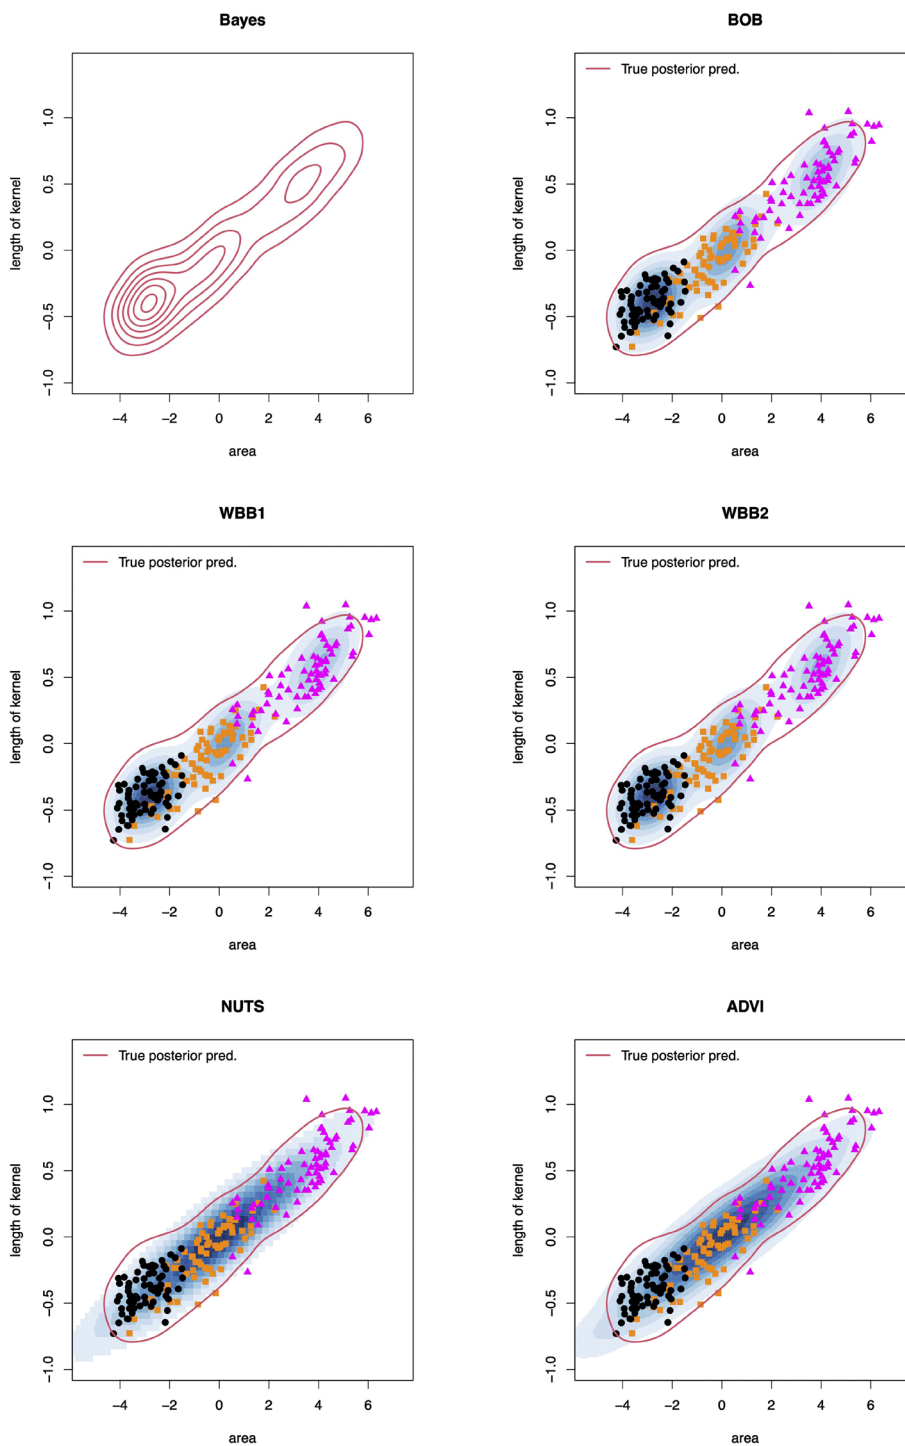 Bayes
length of kernel
−1.0 −0.5 0.0 0.5 1.0
−4 −2 0 2 4 6
area
BOB
True posterior pred.
length of kernel
−1.0 −0.5 0.0 0.5 1.0
−4 −2 0 2 4 6
area
WBB1
True posterior pred.
length of kernel
−1.0 −0.5 0.0 0.5 1.0
−4 −2 0 2 4 6
area
WBB2
True posterior pred.
length of kernel
−1.0 −0.5 0.0 0.5 1.0
−4 −2 0 2 4 6
area
NUTS
True posterior pred.
length of kernel
−1.0 −0.5 0.0 0.5 1.0
−4 −2 0 2 4 6
area
ADVI
True posterior pred.
length of kernel
−1.0 −0.5 0.0 0.5 1.0
−4 −2 0 2 4 6
area